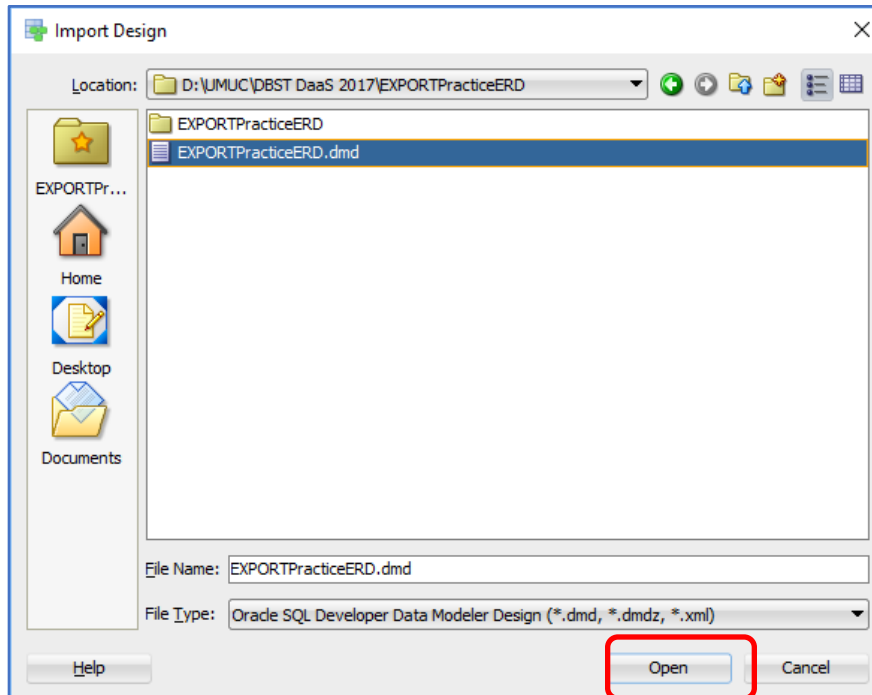 Import Design
Location: D:\UMUC\DBST DaaS 2017\EXPORTPracticeERD
EXPORTPracticeERD
EXPORTPracticeERD.dmd
EXPORTPr...
Home
Desktop
Documents
File Name: EXPORTPracticeERD.dmd
File Type: Oracle SQL Developer Data Modeler Design (*.dmd, *.dmdz, *.xml)
Help Open Cancel